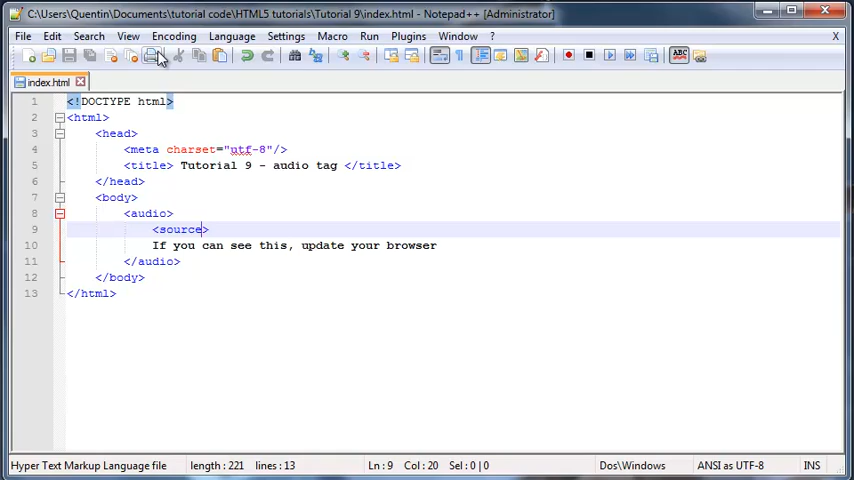 C:\Users\Quentin\Documents\tutorial code\HTML5 tutorials\Tutorial 9\index.html - Notepad++ [Administrator]
File Edit Search View Encoding Language Settings Macro Run Plugins Window ? X
ABC
index.html
1 <!DOCTYPE html>
2 <html>
3 <head>
4 <meta charset="utf-8"/>
5 <title> Tutorial 9 - audio tag </title>
6 </head>
7 <body>
8 <audio>
9 <source>
10 If you can see this, update your browser
11 </audio>
12 </body>
13 </html>
Hyper Text Markup Language file length : 221 lines : 13 Ln : 9 Col : 20 Sel : 0 | 0 Dos\Windows ANSI as UTF-8 INS